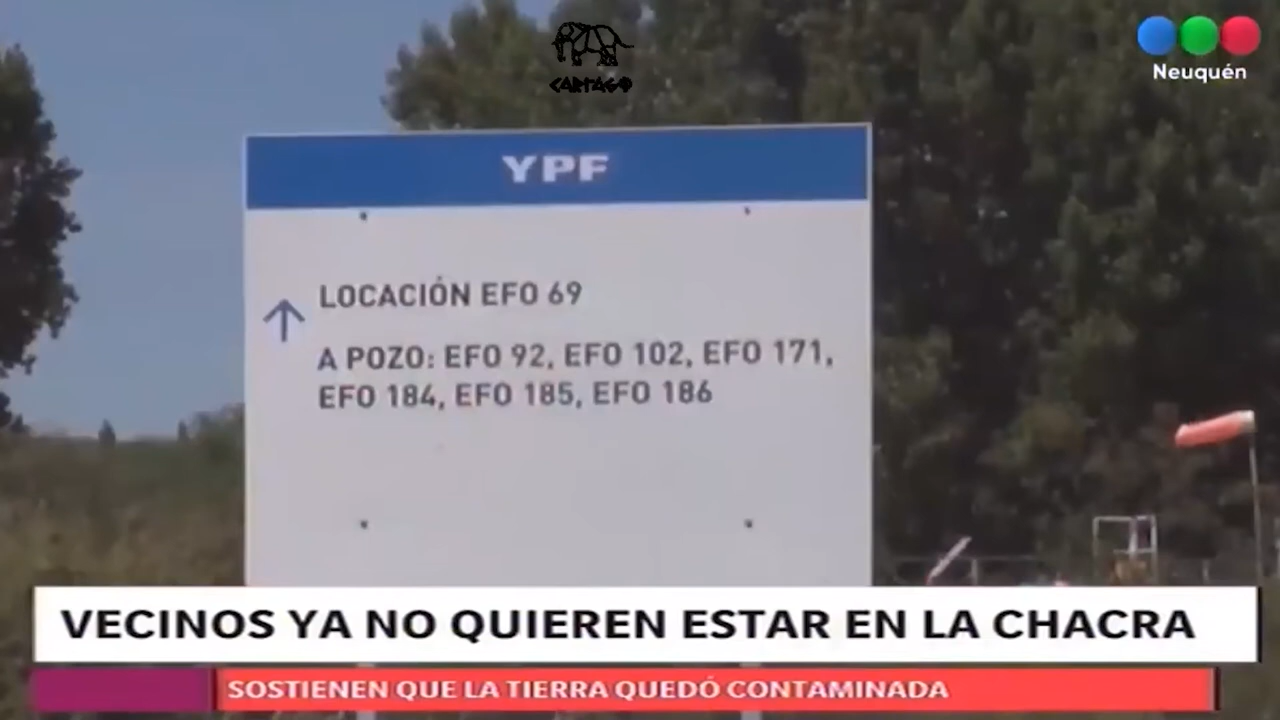 CARTAGO
Neuquén
YPF
LOCACIÓN EFO 69
A POZO: EFO 92, EFO 102, EFO 171,
EFO 184, EFO 185, EFO 186
VECINOS YA NO QUIEREN ESTAR EN LA CHACRA
SOSTIENEN QUE LA TIERRA QUEDÓ CONTAMINADA